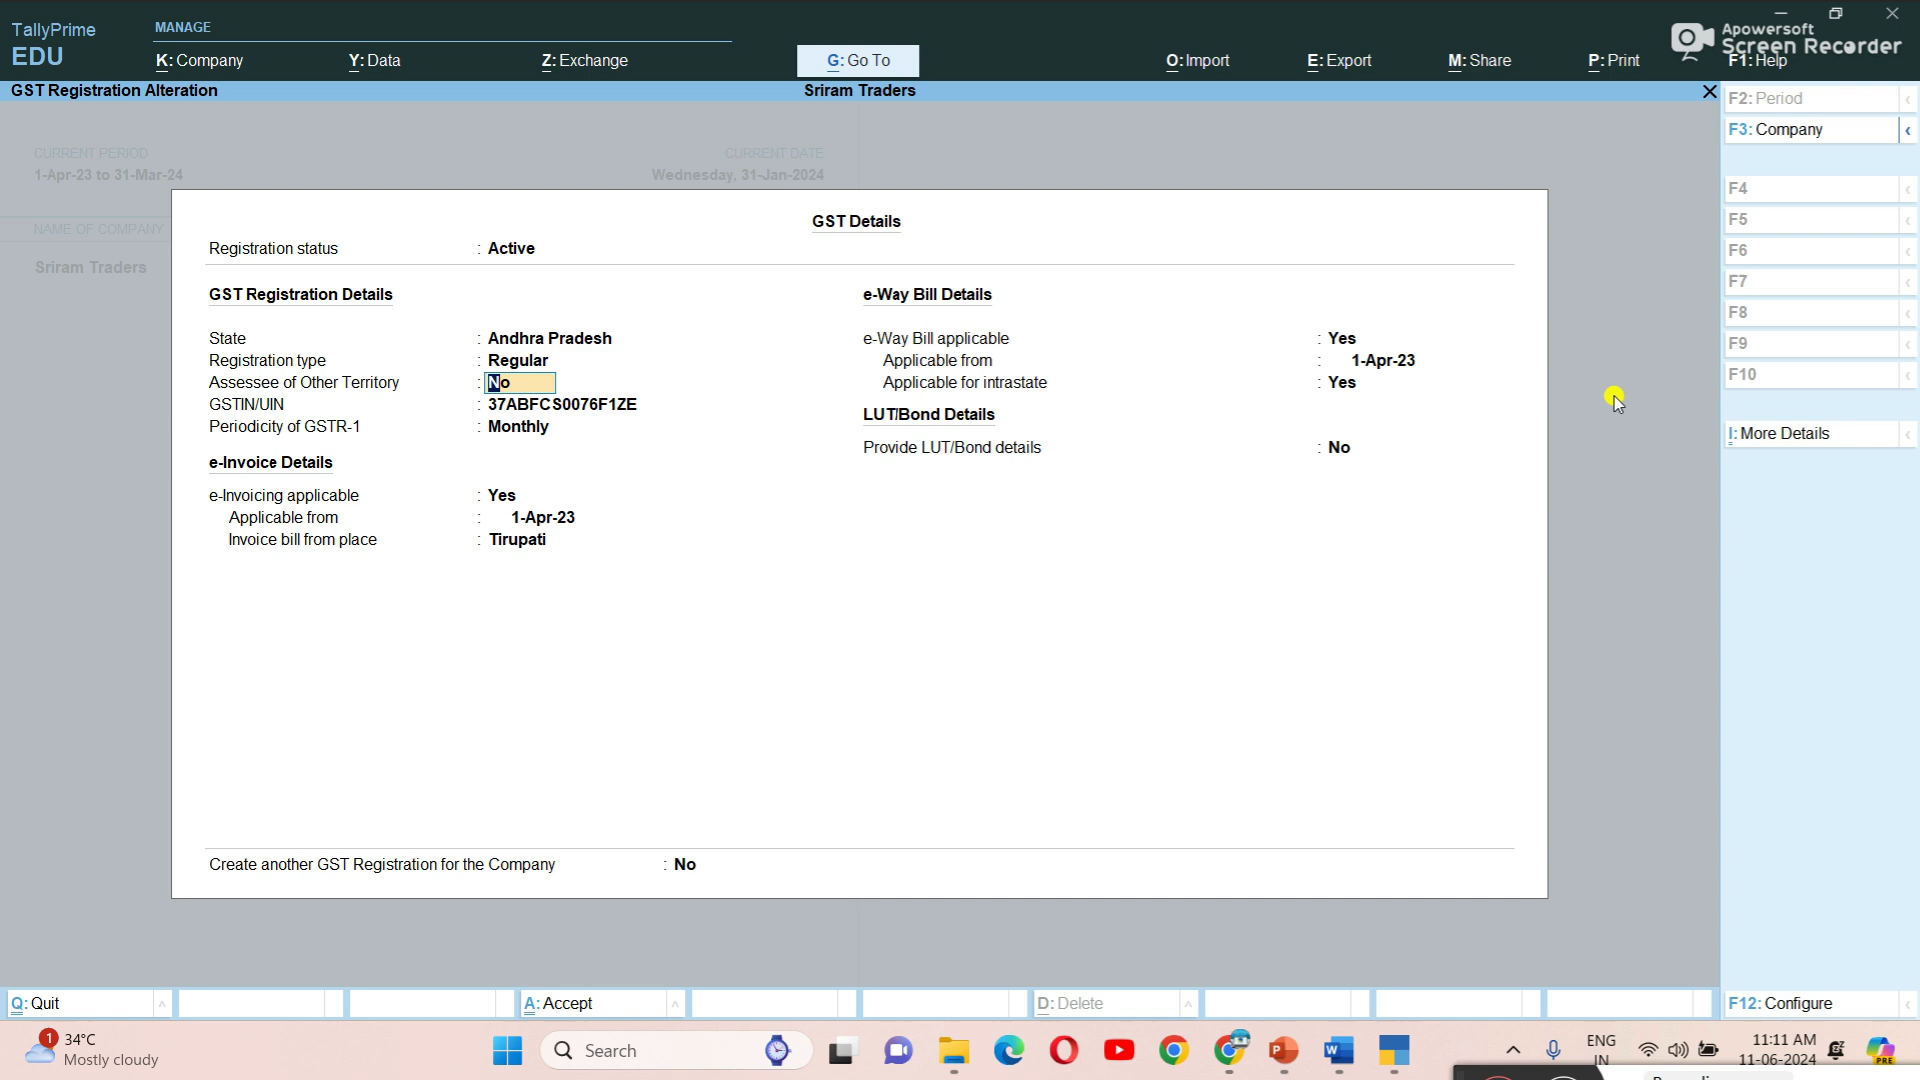 TallyPrime
EDU
MANAGE
K: Company
Y: Data
Z: Exchange
G: Go To
O: Import
E: Export
M: Share
P: Print
F1: Help
Apowersoft
Screen Recorder
GST Registration Alteration
Sriram Traders
CURRENT PERIOD
1-Apr-23 to 31-Mar-24
CURRENT DATE
Wednesday, 31-Jan-2024
NAME OF COMPANY
Sriram Traders
GST Details
Registration status : Active
GST Registration Details
State : Andhra Pradesh
Registration type : Regular
Assessee of Other Territory : No
GSTIN/UIN : 37ABFCS0076F1ZE
Periodicity of GSTR-1 : Monthly
e-Invoice Details
e-Invoicing applicable : Yes
Applicable from : 1-Apr-23
Invoice bill from place : Tirupati
e-Way Bill Details
e-Way Bill applicable : Yes
Applicable from : 1-Apr-23
Applicable for intrastate : Yes
LUT/Bond Details
Provide LUT/Bond details : No
Create another GST Registration for the Company : No
F2: Period
F3: Company
F4
F5
F6
F7
F8
F9
F10
I: More Details
F12: Configure
Q: Quit
A: Accept
D: Delete
1
34°C
Mostly cloudy
Search
ENG
IN
11:11 AM
11-06-2024
PRE